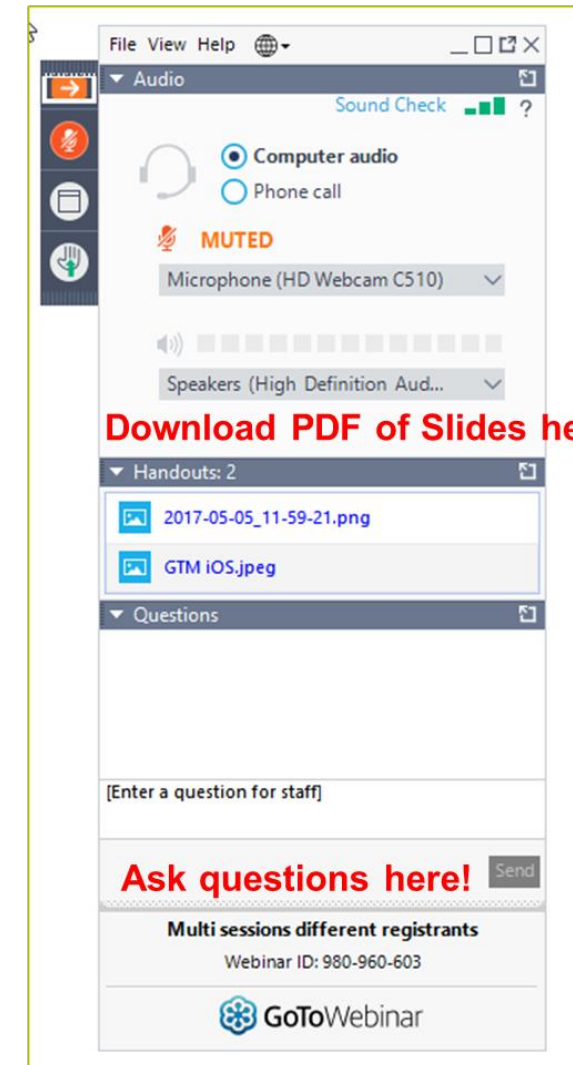 File View Help
Audio
Sound Check ?
Computer audio
Phone call
MUTED
Microphone (HD Webcam C510)
Speakers (High Definition Aud...
Download PDF of Slides he
Handouts: 2
2017-05-05_11-59-21.png
GTM iOS.jpeg
Questions
[Enter a question for staff]
Ask questions here! Send
Multi sessions different registrants
Webinar ID: 980-960-603
GoToWebinar